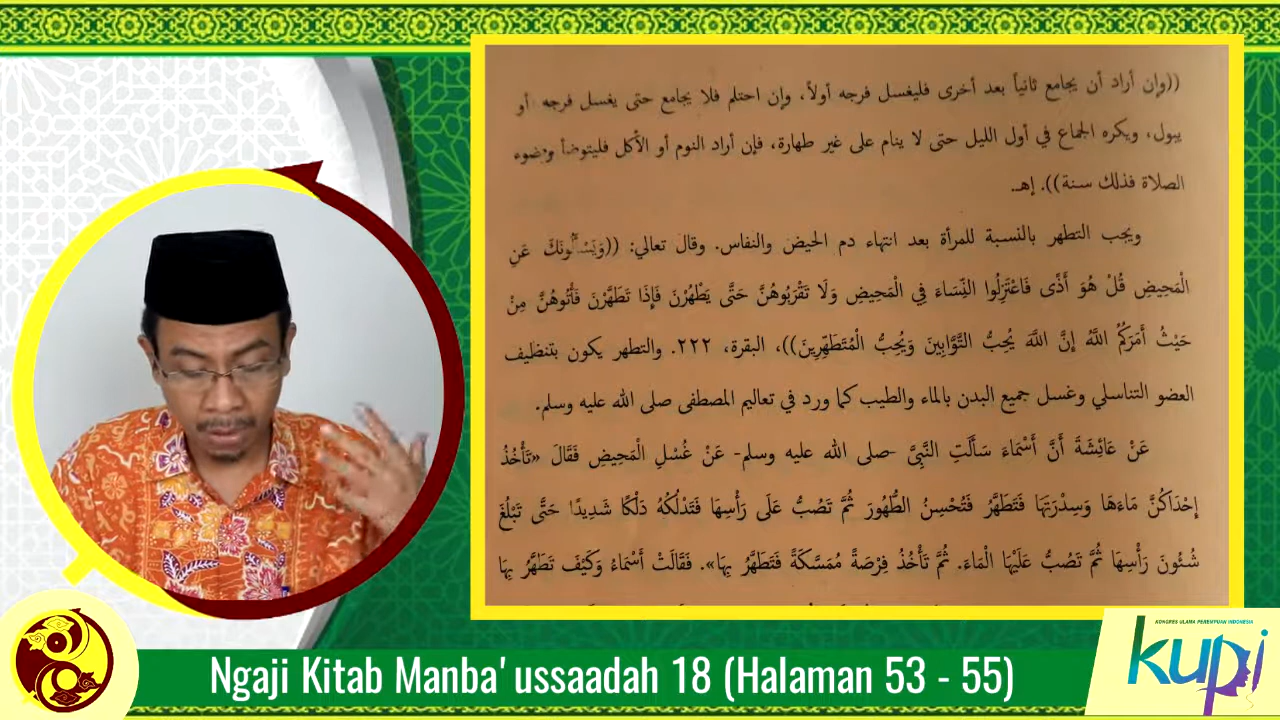 ((وإن أراد أن يجامع ثانياً بعد أخرى فليغسل فرجه أولاً، وإن احتلم فلا يجامع حتى يغسل فرجه أو
يبول، ويكره الجماع في أول الليل حتى لا ينام على غير طهارة، فإن أراد النوم أو الأكل فليتوضأ وضوء
الصلاة فذلك سنة)). إهـ.
ويجب التطهر بالنسبة للمرأة بعد انتهاء دم الحيض والنفاس. وقال تعالي: ((وَيَسْأَلُونَكَ عَنِ
الْمَحِيضِ قُلْ هُوَ أَذًى فَاعْتَزِلُوا النِّسَاءَ فِي الْمَحِيضِ وَلَا تَقْرَبُوهُنَّ حَتَّى يَطْهُرْنَ فَإِذَا تَطَهَّرْنَ فَأْتُوهُنَّ مِنْ
حَيْثُ أَمَرَكُمُ اللَّهُ إِنَّ اللَّهَ يُحِبُّ التَّوَّابِينَ وَيُحِبُّ الْمُتَطَهِّرِينَ))، البقرة، ٢٢٢. والتطهر يكون بتنظيف
العضو التناسلي وغسل جميع البدن بالماء والطيب كما ورد في تعاليم المصطفى صلى الله عليه وسلم.
عَنْ عَائِشَةَ أَنَّ أَسْمَاءَ سَأَلَتِ النَّبِيَّ -صلى الله عليه وسلم- عَنْ غُسْلِ الْمَحِيضِ فَقَالَ «تَأْخُذُ
إِحْدَاكُنَّ مَاءَهَا وَسِدْرَتَهَا فَتَطَهَّرُ فَتُحْسِنُ الطُّهُورَ ثُمَّ تَصُبُّ عَلَى رَأْسِهَا فَتَدْلُكُهُ دَلْكًا شَدِيدًا حَتَّى تَبْلُغَ
شُئُونَ رَأْسِهَا ثُمَّ تَصُبُّ عَلَيْهَا الْمَاءَ. ثُمَّ تَأْخُذُ فِرْصَةً مُمَسَّكَةً فَتَطَهَّرُ بِهَا». فَقَالَتْ أَسْمَاءُ وَكَيْفَ تَطَهَّرُ بِهَا
KONGRES ULAMA PEREMPUAN INDONESIA
kupi
Ngaji Kitab Manba'ussaadah 18 (Halaman 53 - 55)